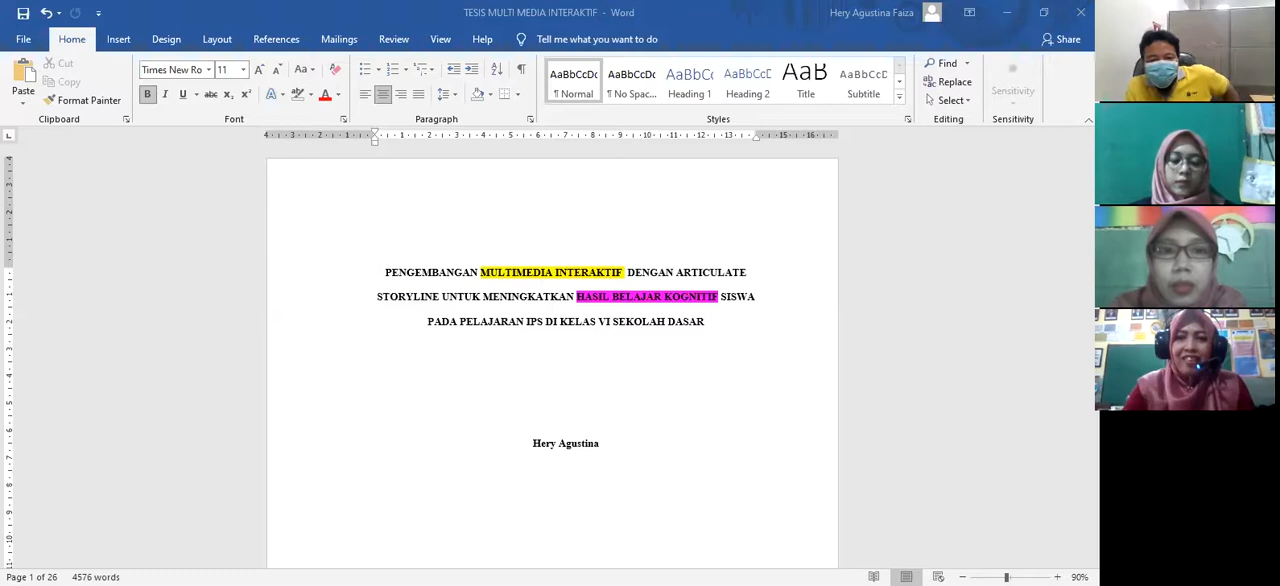 TESIS MULTI MEDIA INTERAKTIF - Word
Hery Agustina Faiza
File Home Insert Design Layout References Mailings Review View Help Tell me what you want to do Share
Paste
Cut
Copy
Format Painter
Clipboard
Times New Ro 11
Font
Paragraph
AaBbCcDc AaBbCcDc AaBbCc AaBbCcD AaB AaBbCcD
¶ Normal ¶ No Spac... Heading 1 Heading 2 Title Subtitle
Styles
Find
Replace
Select
Editing
Sensitivity
Sensitivity
PENGEMBANGAN MULTIMEDIA INTERAKTIF DENGAN ARTICULATE
STORYLINE UNTUK MENINGKATKAN HASIL BELAJAR KOGNITIF SISWA
PADA PELAJARAN IPS DI KELAS VI SEKOLAH DASAR
Hery Agustina
Page 1 of 26 4576 words
90%